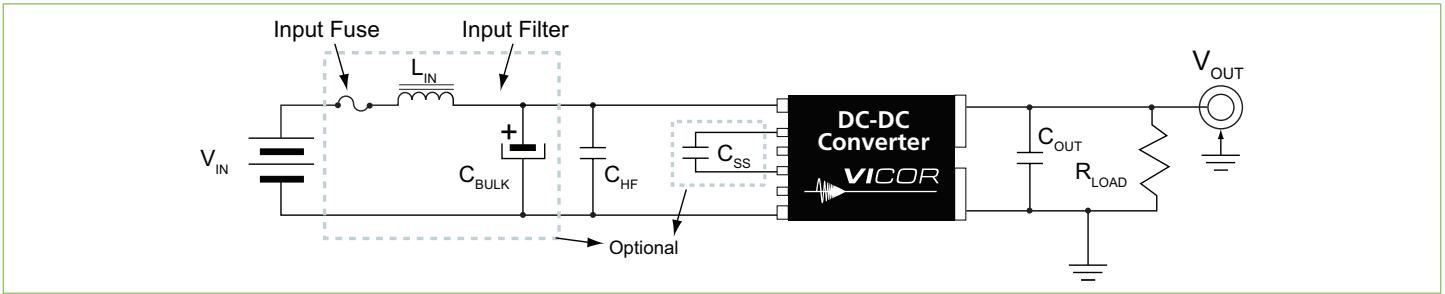 Input Fuse
Input Filter
LIN
VIN
+
CBULK
CHF
CSS
Optional
DC-DC
Converter
VICOR
COUT
RLOAD
VOUT